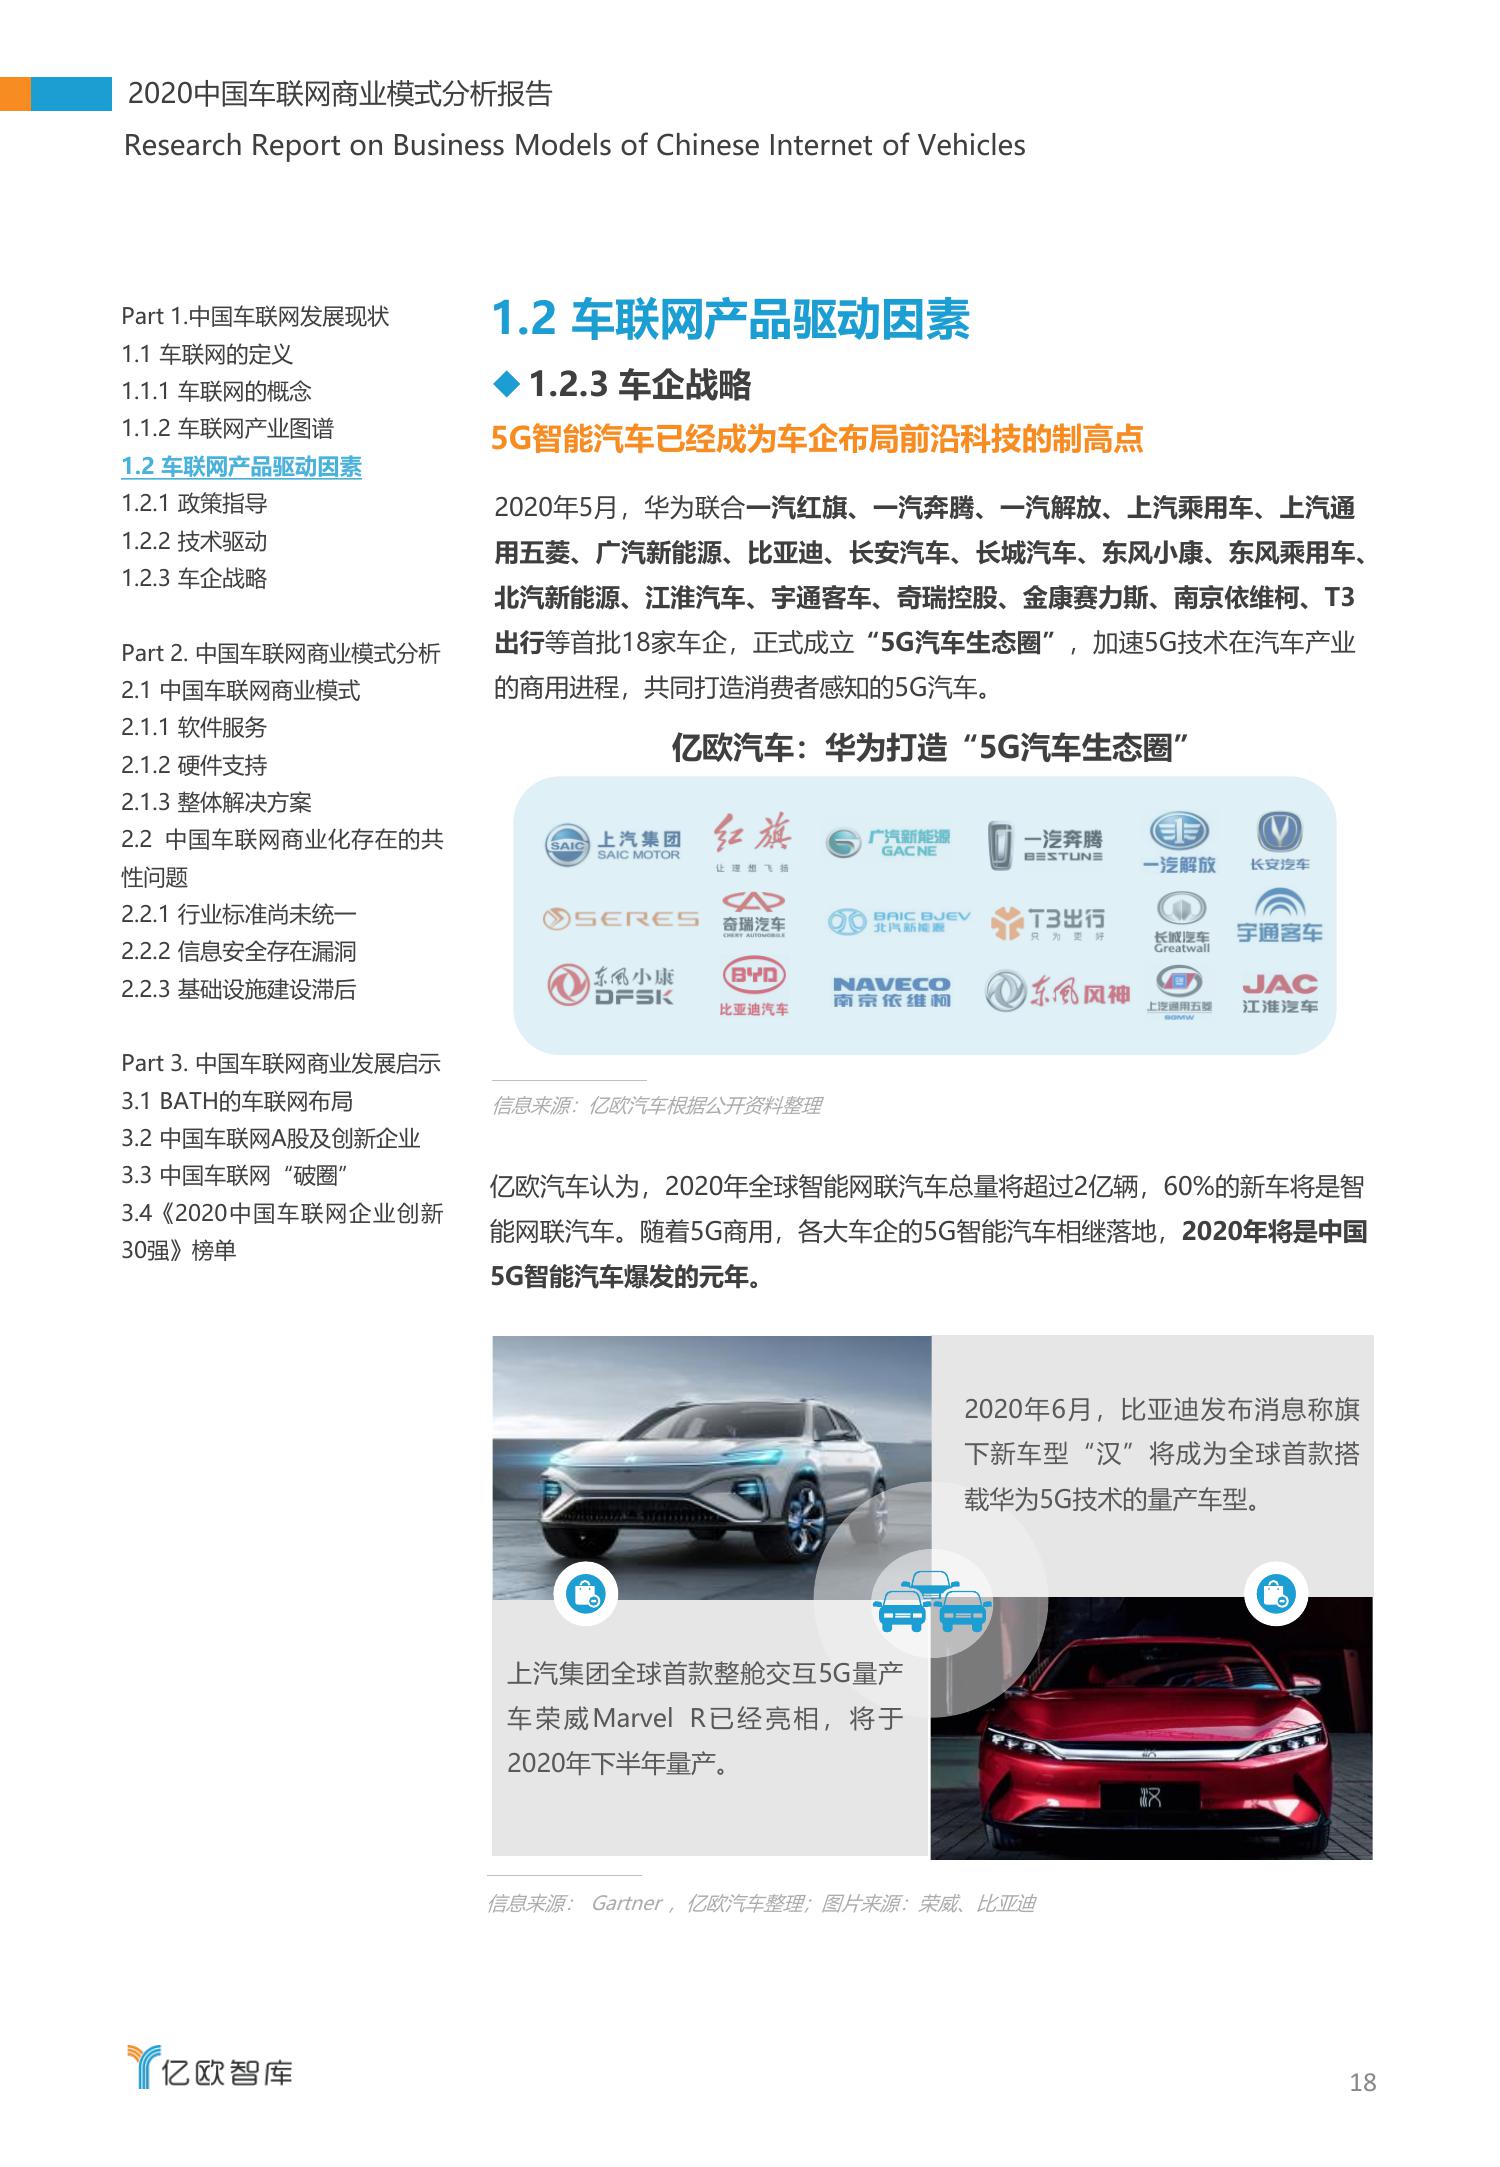 2020中国车联网商业模式分析报告
Research Report on Business Models of Chinese Internet of Vehicles
Part 1.中国车联网发展现状
1.1 车联网的定义
1.1.1 车联网的概念
1.1.2 车联网产业图谱
1.2 车联网产品驱动因素
1.2.1 政策指导
1.2.2 技术驱动
1.2.3 车企战略
Part 2. 中国车联网商业模式分析
2.1 中国车联网商业模式
2.1.1 软件服务
2.1.2 硬件支持
2.1.3 整体解决方案
2.2 中国车联网商业化存在的共
性问题
2.2.1 行业标准尚未统一
2.2.2 信息安全存在漏洞
2.2.3 基础设施建设滞后
Part 3. 中国车联网商业发展启示
3.1 BATH的车联网布局
3.2 中国车联网A股及创新企业
3.3 中国车联网“破圈”
3.4《2020中国车联网企业创新
30强》榜单
1.2 车联网产品驱动因素
◆ 1.2.3 车企战略
5G智能汽车已经成为车企布局前沿科技的制高点
2020年5月，华为联合一汽红旗、一汽奔腾、一汽解放、上汽乘用车、上汽通
用五菱、广汽新能源、比亚迪、长安汽车、长城汽车、东风小康、东风乘用车、
北汽新能源、江淮汽车、宇通客车、奇瑞控股、金康赛力斯、南京依维柯、T3
出行等首批18家车企，正式成立“5G汽车生态圈”，加速5G技术在汽车产业
的商用进程，共同打造消费者感知的5G汽车。
亿欧汽车：华为打造“5G汽车生态圈”
上汽集团
SAIC SAIC MOTOR
红旗
让理想飞扬
广汽新能源
GAC NE
一汽奔腾
BESTUNE
一汽解放
长安汽车
SERES
奇瑞汽车
CHERY AUTOMOBILE
BAIC BJEV
北汽新能源
T3出行
只为更好
长城汽车
Greatwall
宇通客车
东风小康
DFSK
BYD
比亚迪汽车
NAVECO
南京依维柯
东风风神
上汽通用五菱
SGMW
JAC
江淮汽车
信息来源：亿欧汽车根据公开资料整理
亿欧汽车认为，2020年全球智能网联汽车总量将超过2亿辆，60%的新车将是智
能网联汽车。随着5G商用，各大车企的5G智能汽车相继落地，2020年将是中国
5G智能汽车爆发的元年。
2020年6月，比亚迪发布消息称旗
下新车型“汉”将成为全球首款搭
载华为5G技术的量产车型。
上汽集团全球首款整舱交互5G量产
车荣威Marvel R已经亮相，将于
2020年下半年量产。
汉
信息来源： Gartner ，亿欧汽车整理；图片来源：荣威、比亚迪
亿欧智库
18